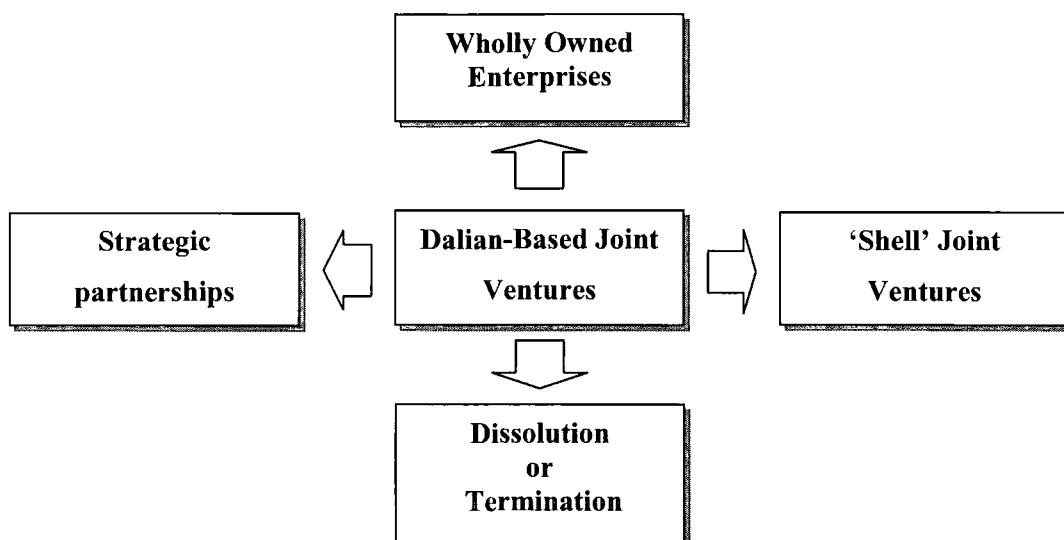 Wholly Owned
Enterprises
Strategic
partnerships
Dalian-Based Joint
Ventures
‘Shell’ Joint
Ventures
Dissolution
or
Termination